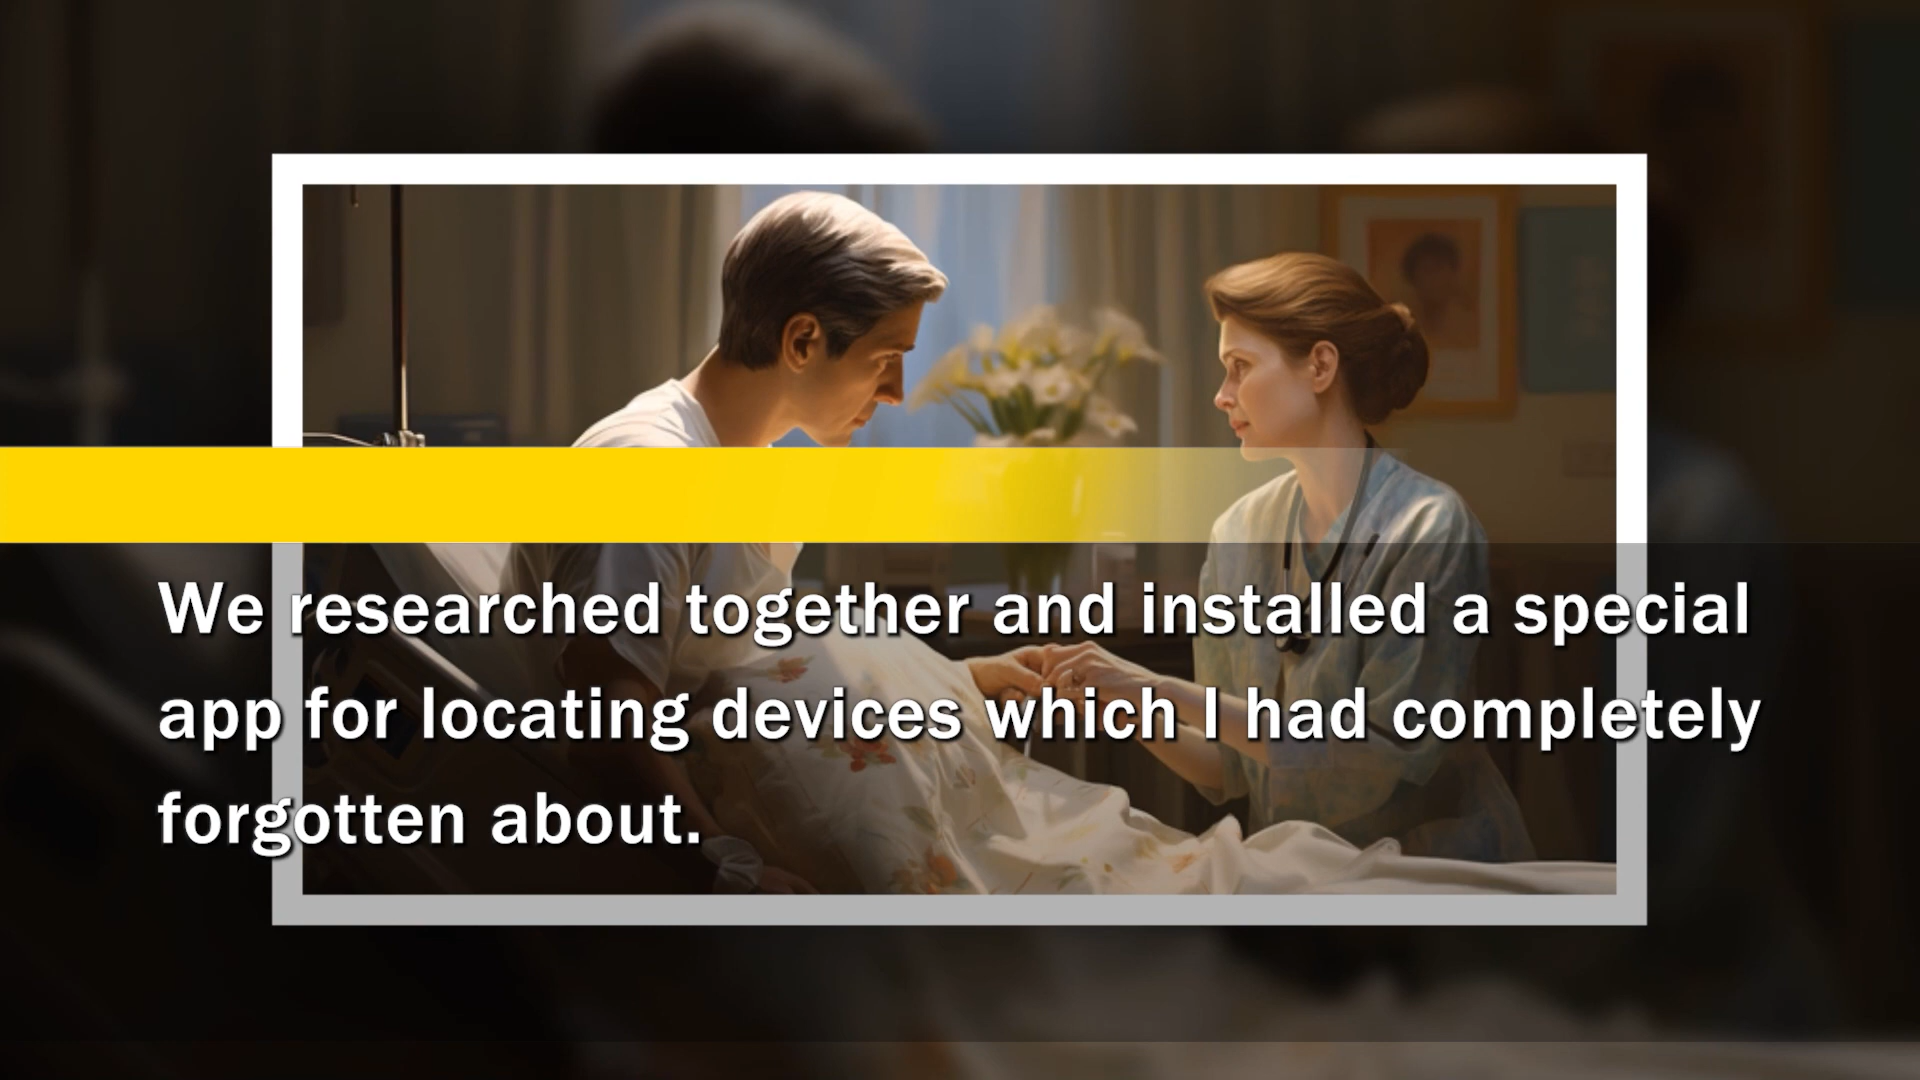 We researched together and installed a special
app for locating devices which I had completely
forgotten about.